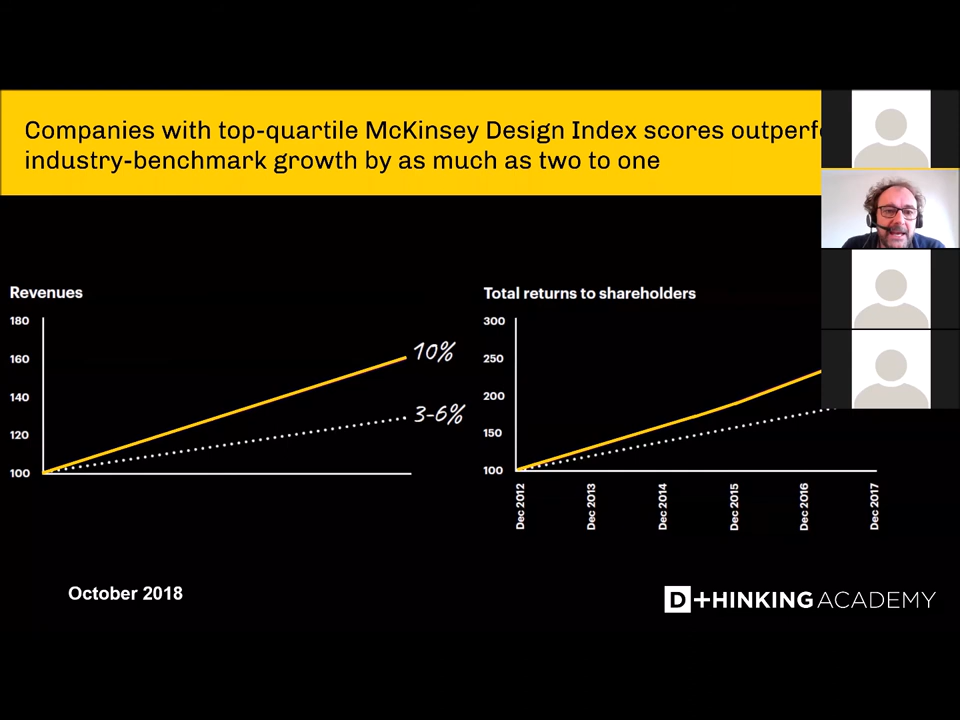 Companies with top-quartile McKinsey Design Index scores
industry-benchmark growth by as much as two to one
Revenues
180
160
140
120
100
10%
3-6%
Total returns to shareholders
300
250
200
150
100
Dec 2012
Dec 2013
Dec 2014
Dec 2015
Dec 2016
Dec 2017
October 2018
D+HINKING ACADEMY